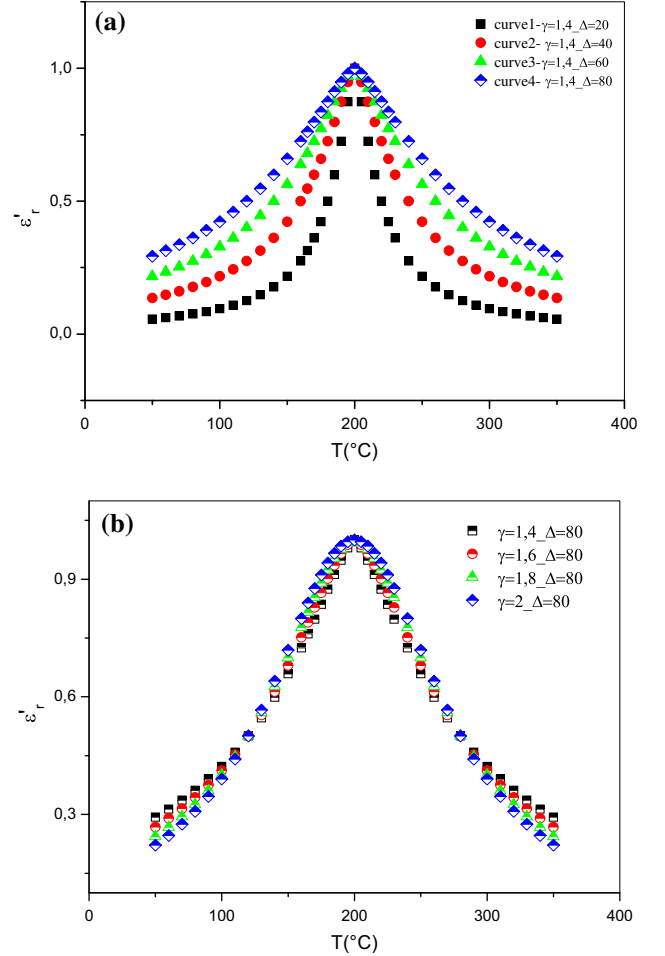 (a)
curve1-γ=1,4_Δ=20
curve2- γ=1,4_Δ=40
curve3-γ=1,4_Δ=60
curve4- γ=1,4_Δ=80
1,0
0,5
0,0
ε'r
0
100
200
300
400
T(°C)
(b)
γ=1,4_Δ=80
γ=1,6_Δ=80
γ=1,8_Δ=80
γ=2_Δ=80
0,9
0,6
0,3
ε'r
0
100
200
300
400
T(°C)